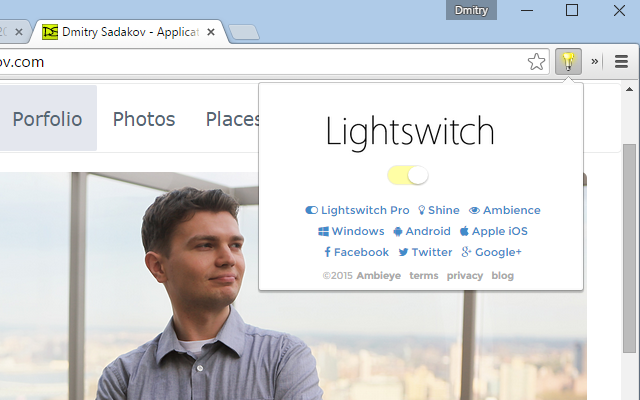 Dmitry
Dmitry Sadakov - Applicat
ov.com
»
Porfolio Photos Places
Lightswitch
Lightswitch Pro Shine Ambience
Windows Android Apple iOS
Facebook Twitter Google+
©2015 Ambieye terms privacy blog